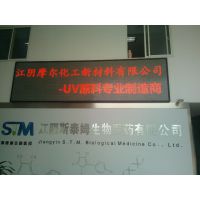 江阴摩尔化工新材料有限公司
-UV原料专业制造商
S.T.M
江阴斯泰姆生物医药有限公司
Jiangyin S.T.M. Biological Medicine Co., DT.